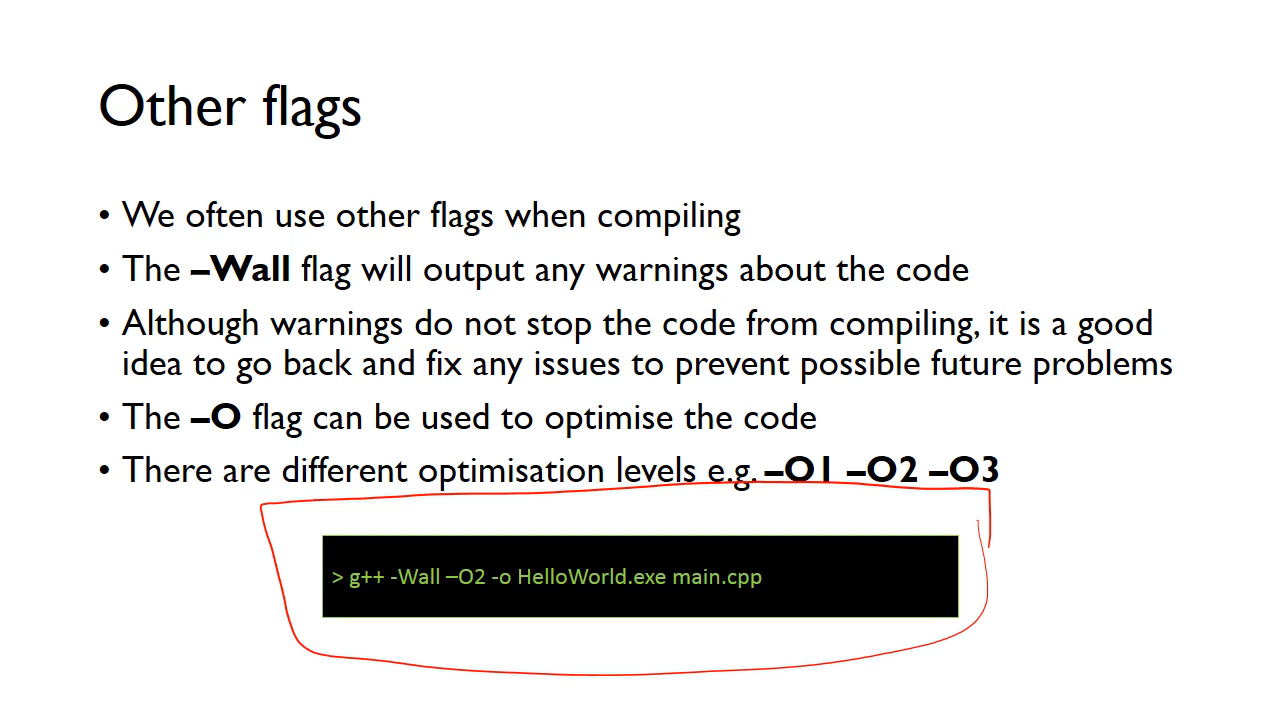 Other flags
• We often use other flags when compiling
• The –Wall flag will output any warnings about the code
• Although warnings do not stop the code from compiling, it is a good
idea to go back and fix any issues to prevent possible future problems
• The –O flag can be used to optimise the code
• There are different optimisation levels e.g. –O1 –O2 –O3
> g++ -Wall –O2 -o HelloWorld.exe main.cpp